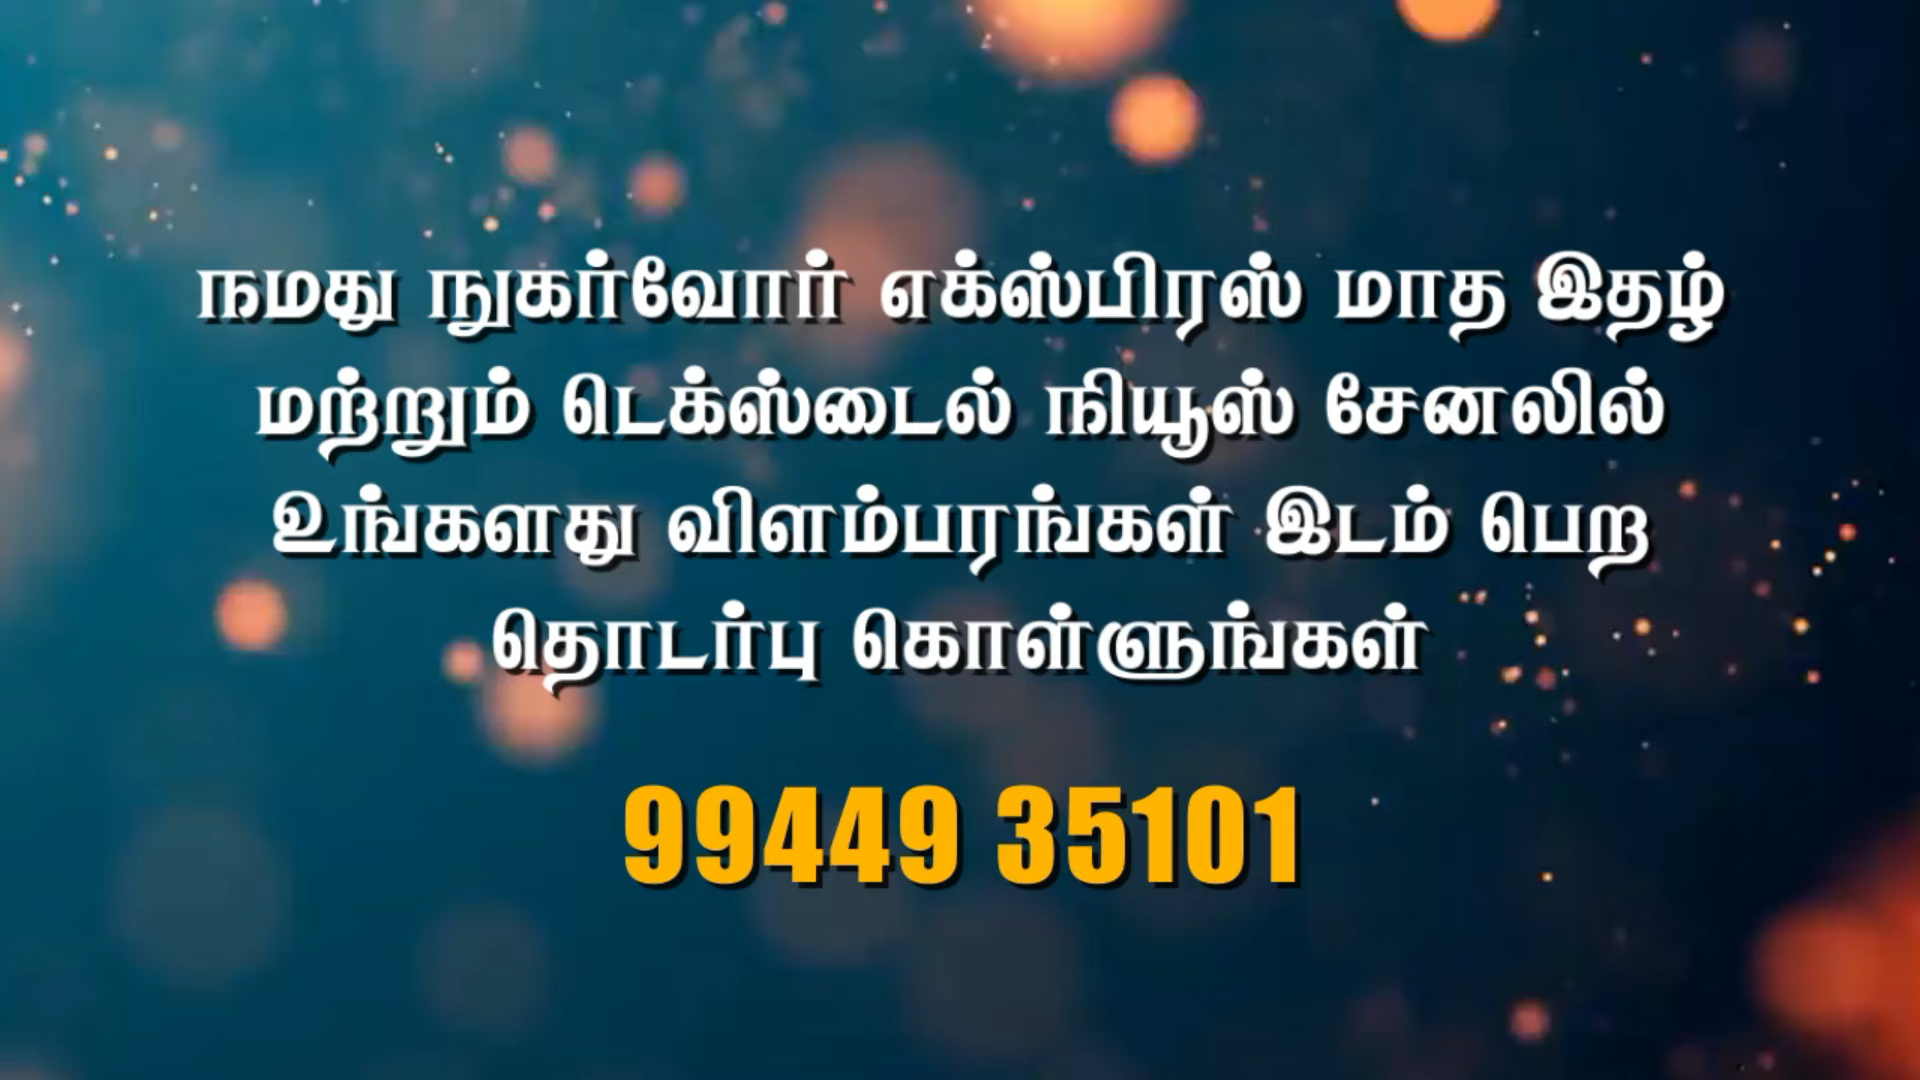 நமது நுகர்வோர் எக்ஸ்பிரஸ் மாத இதழ்
மற்றும் டெக்ஸ்டைல் நியூஸ் சேனலில்
உங்களது விளம்பரங்கள் இடம் பெற
தொடர்பு கொள்ளுங்கள்
99449 35101